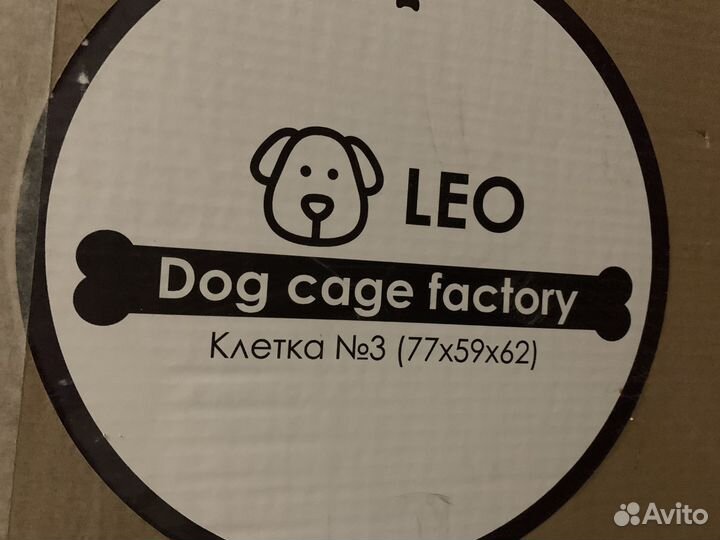 LEO
Dog cage factory
Клетка №3 (77x59x62)
Avito